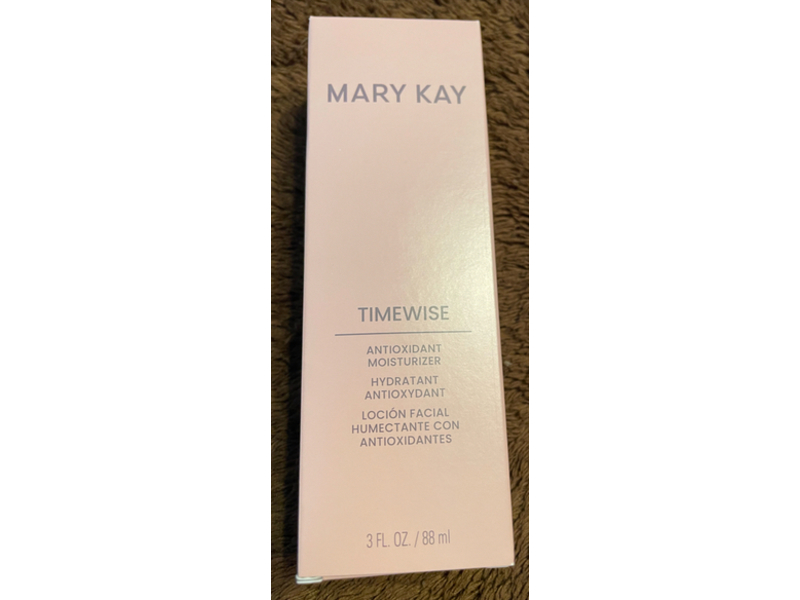 MARY KAY
TIMEWISE
ANTIOXIDANT
MOISTURIZER
HYDRATANT
ANTIOXYDANT
LOCIÓN FACIAL
HUMECTANTE CON
ANTIOXIDANTES
3 FL. OZ. / 88 ml